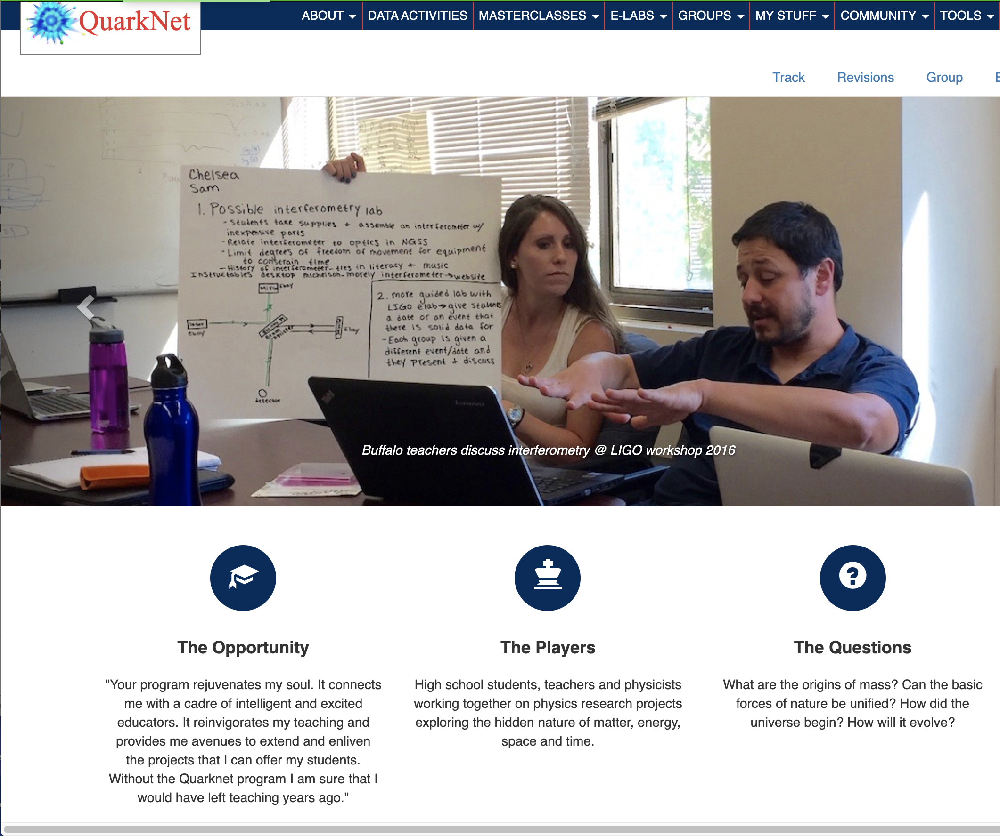 QuarkNet
ABOUT
DATA ACTIVITIES
MASTERCLASSES
E-LABS
GROUPS
MY STUFF
COMMUNITY
TOOLS
Track
Revisions
Group
Chelsea
Sam
1. Possible interferometry lab
- Students take supplies + assemble an interferometer w/
inexpensive parts
- Relate interferometer to optics in NGSS
- Limit degrees of freedom of movement for equipment
to constrain time
- History of interferometer - ties in literacy + music
Instructables desktop michelson-morely interferometer → website
Mirror Ebay
laser
ebay
Beam
splitter
Ebay
detector
2. more guided lab with
LIGO elab → give students
a date or an event that
there is solid data for
- Each group is given a
different event/date and
they present + discuss
lenovo
Buffalo teachers discuss interferometry @ LIGO workshop 2016
The Opportunity
"Your program rejuvenates my soul. It connects
me with a cadre of intelligent and excited
educators. It reinvigorates my teaching and
provides me avenues to extend and enliven
the projects that I can offer my students.
Without the Quarknet program I am sure that I
would have left teaching years ago."
The Players
High school students, teachers and physicists
working together on physics research projects
exploring the hidden nature of matter, energy,
space and time.
The Questions
What are the origins of mass? Can the basic
forces of nature be unified? How did the
universe begin? How will it evolve?